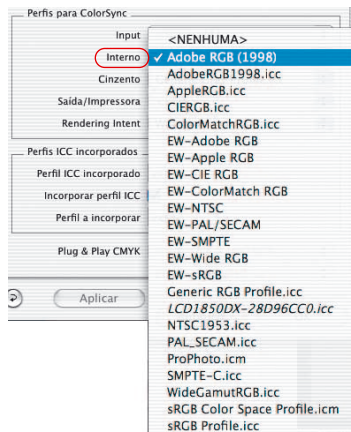 Perfis para ColorSync
Input
Interno
Cinzento
Saída/Impressora
Rendering Intent
Perfis ICC incorporados
Perfil ICC incorporado
Incorporar perfil ICC
Perfil a incorporar
Plug & Play CMYK
Aplicar
<NENHUMA>
✓ Adobe RGB (1998)
AdobeRGB1998.icc
AppleRGB.icc
CIERGB.icc
ColorMatchRGB.icc
EW-Adobe RGB
EW-Apple RGB
EW-CIE RGB
EW-ColorMatch RGB
EW-NTSC
EW-PAL/SECAM
EW-SMPTE
EW-Wide RGB
EW-sRGB
Generic RGB Profile.icc
LCD1850DX-28D96CC0.icc
NTSC1953.icc
PAL_SECAM.icc
ProPhoto.icm
SMPTE-C.icc
WideGamutRGB.icc
sRGB Color Space Profile.icm
sRGB Profile.icc